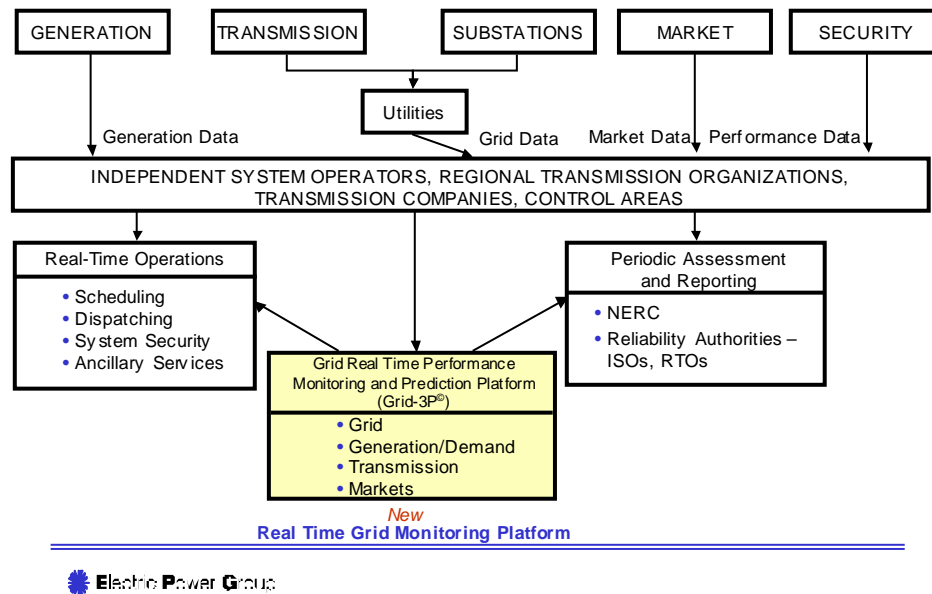 GENERATION
TRANSMISSION
SUBSTATIONS
MARKET
SECURITY
Utilities
Generation Data
Grid Data
Market Data
Performance Data
INDEPENDENT SYSTEM OPERATORS, REGIONAL TRANSMISSION ORGANIZATIONS,
TRANSMISSION COMPANIES, CONTROL AREAS
Real-Time Operations
• Scheduling
• Dispatching
• System Security
• Ancillary Services
Periodic Assessment
and Reporting
• NERC
• Reliability Authorities –
ISOs, RTOs
Grid Real Time Performance
Monitoring and Prediction Platform
(Grid-3P©)
• Grid
• Generation/Demand
• Transmission
• Markets
New
Real Time Grid Monitoring Platform
Electric Power Group